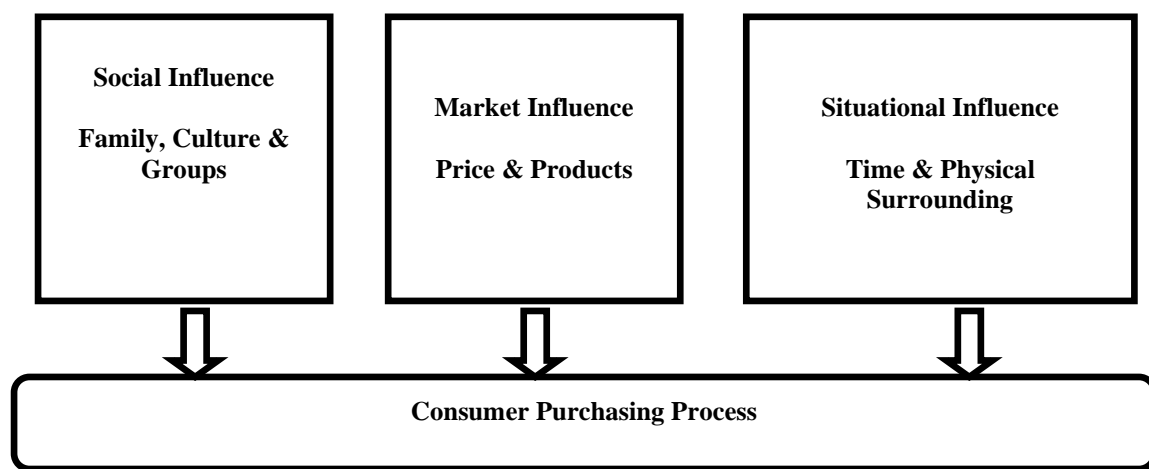 Social Influence
Family, Culture &
Groups
Market Influence
Price & Products
Situational Influence
Time & Physical
Surrounding
Consumer Purchasing Process